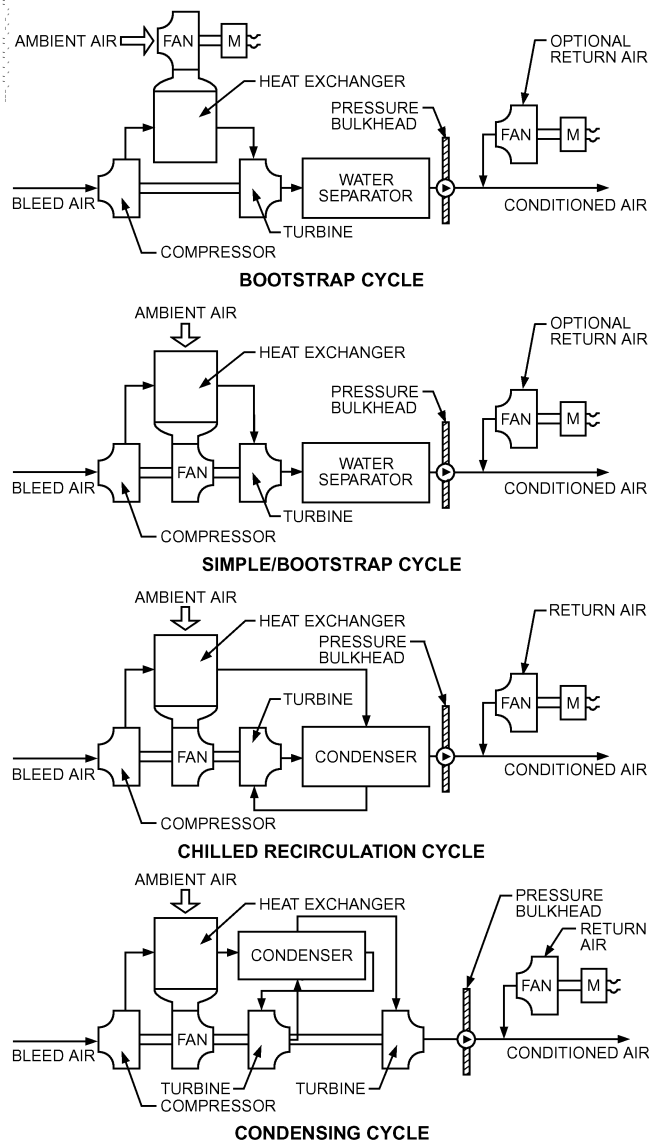 AMBIENT AIR
FAN
M
OPTIONAL
RETURN AIR
HEAT EXCHANGER
PRESSURE
BULKHEAD
FAN
M
WATER
SEPARATOR
BLEED AIR
CONDITIONED AIR
TURBINE
COMPRESSOR
BOOTSTRAP CYCLE
AMBIENT AIR
OPTIONAL
RETURN AIR
HEAT EXCHANGER
PRESSURE
BULKHEAD
FAN
M
FAN
WATER
SEPARATOR
BLEED AIR
CONDITIONED AIR
TURBINE
COMPRESSOR
SIMPLE/BOOTSTRAP CYCLE
AMBIENT AIR
HEAT EXCHANGER
RETURN AIR
PRESSURE
BULKHEAD
TURBINE
FAN
M
FAN
CONDENSER
BLEED AIR
CONDITIONED AIR
COMPRESSOR
CHILLED RECIRCULATION CYCLE
AMBIENT AIR
HEAT EXCHANGER
PRESSURE
BULKHEAD
RETURN
AIR
CONDENSER
FAN
M
FAN
BLEED AIR
CONDITIONED AIR
TURBINE
TURBINE
COMPRESSOR
CONDENSING CYCLE